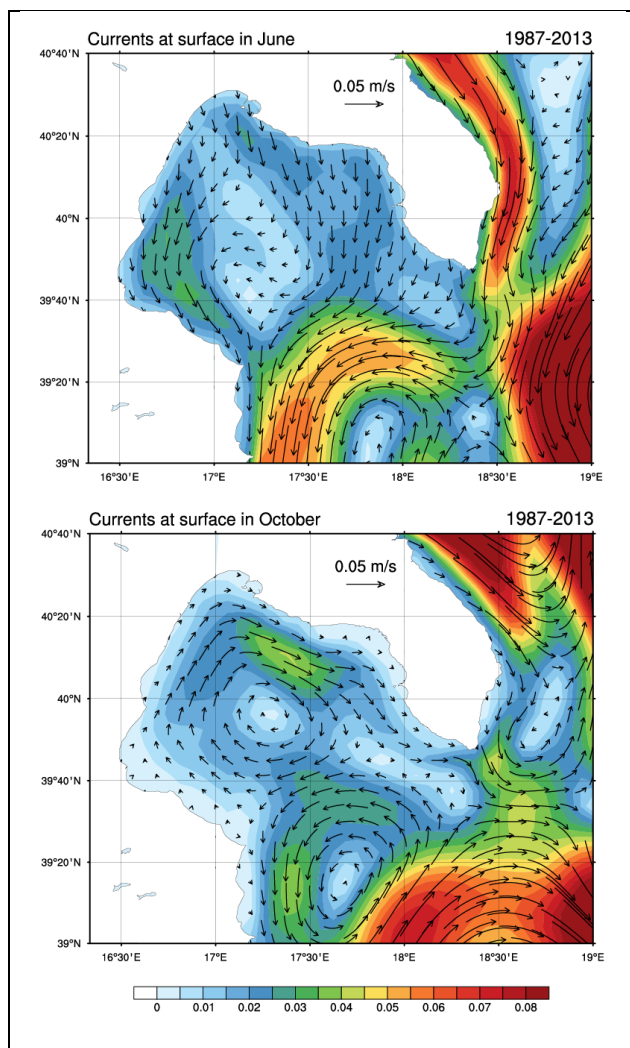 Currents at surface in June 1987-2013
40°40'N
0.05 m/s
40°20'N
40°N
39°40'N
39°20'N
39°N
16°30'E 17°E 17°30'E 18°E 18°30'E 19°E
Currents at surface in October 1987-2013
40°40'N
0.05 m/s
40°20'N
40°N
39°40'N
39°20'N
39°N
16°30'E 17°E 17°30'E 18°E 18°30'E 19°E
0 0.01 0.02 0.03 0.04 0.05 0.06 0.07 0.08